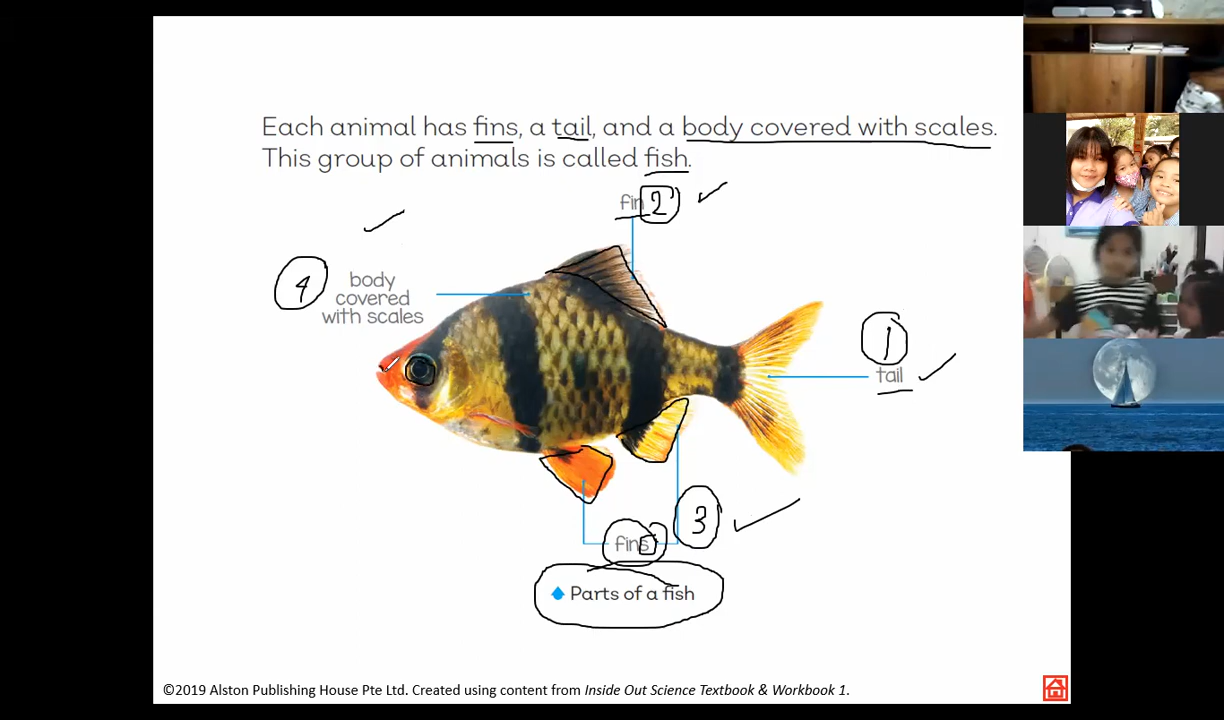 Each animal has fins, a tail, and a body covered with scales.
This group of animals is called fish.
fin 2
4
body
covered
with scales
1
tail
3
fins
Parts of a fish
©2019 Alston Publishing House Pte Ltd. Created using content from Inside Out Science Textbook & Workbook 1.